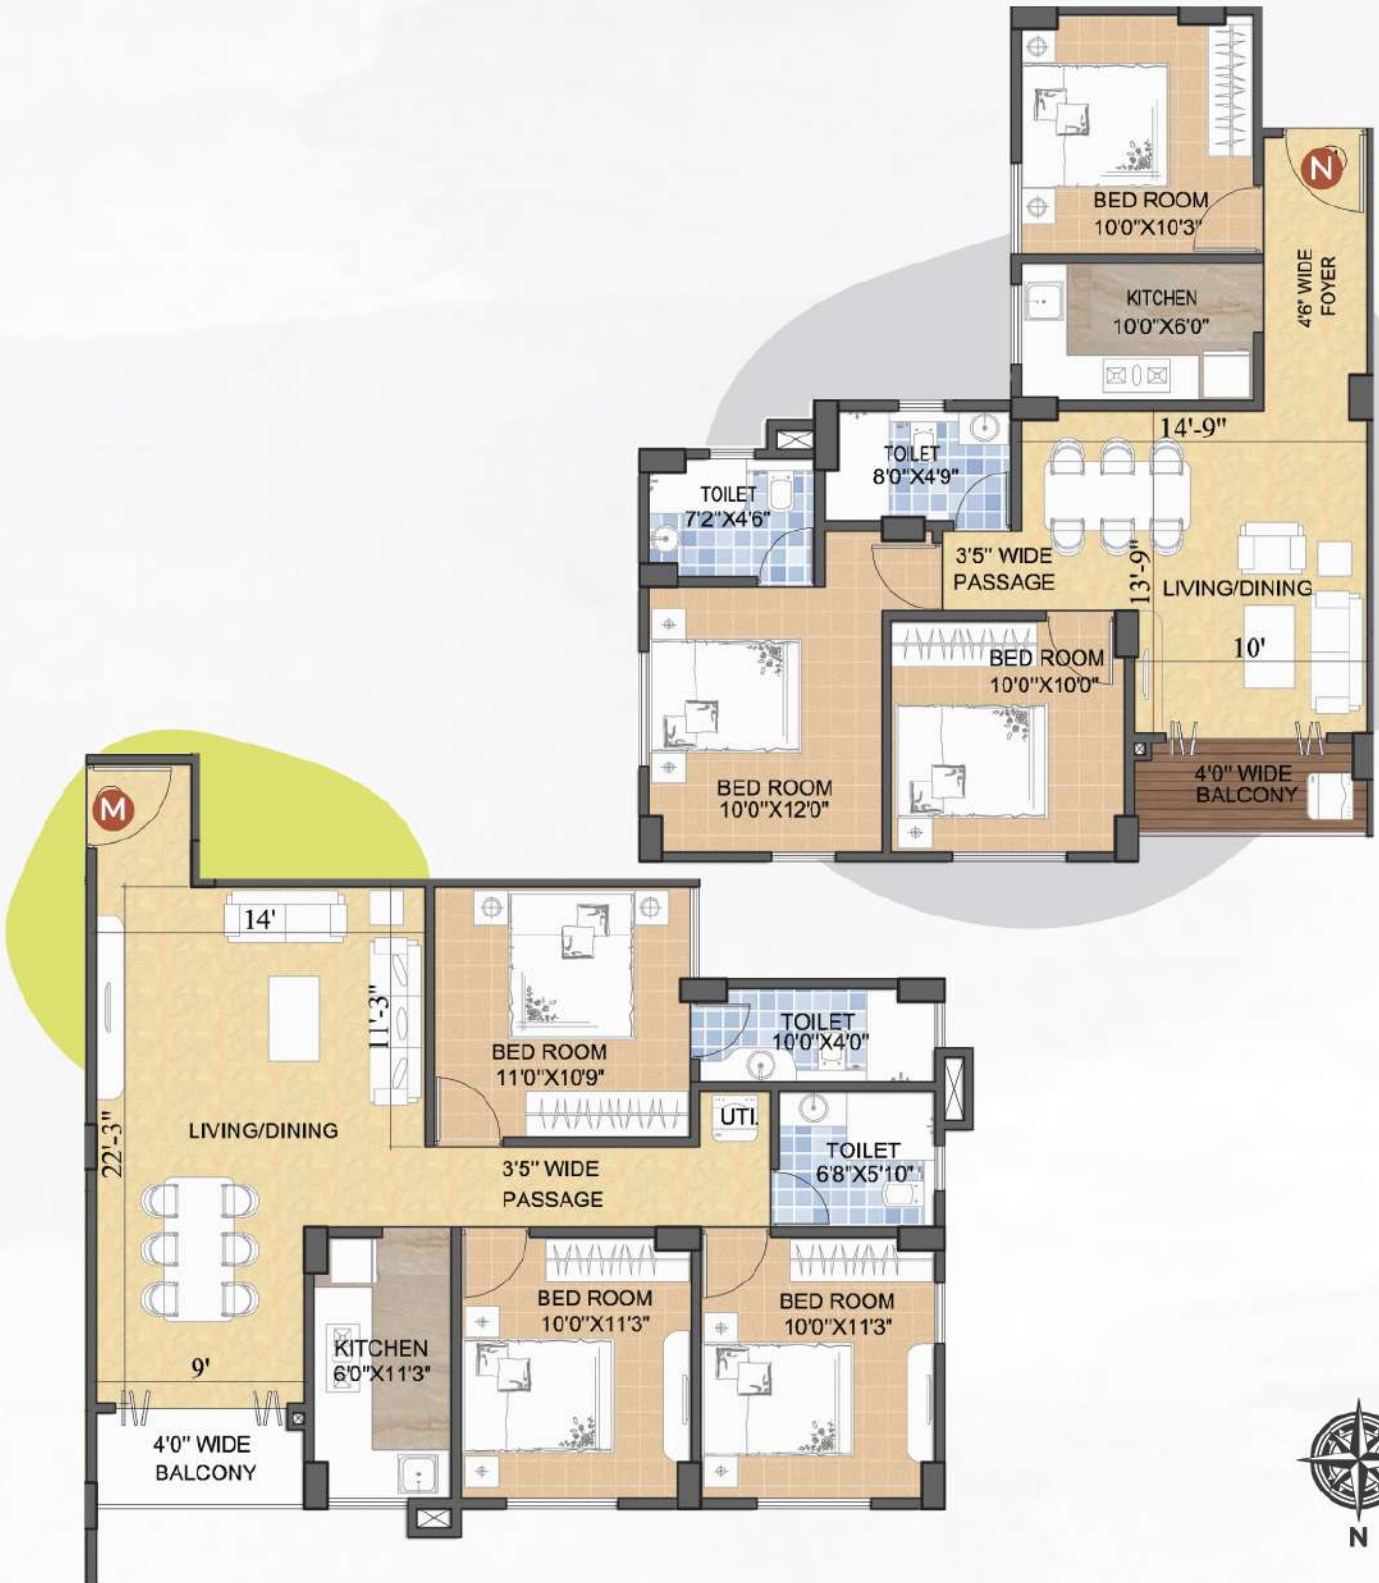 BED ROOM
10'0"X10'3"
N
4'6" WIDE
FOYER
KITCHEN
10'0"X6'0"
14'-9"
TOILET
8'0"X4'9"
TOILET
7'2"X4'6"
3'5" WIDE
PASSAGE
13'-9"
LIVING/DINING
10'
BED ROOM
10'0"X10'0"
BED ROOM
10'0"X12'0"
4'0" WIDE
BALCONY
M
14'
11'-3"
BED ROOM
11'0"X10'9"
TOILET
10'0"X4'0"
UTI.
LIVING/DINING
22'-3"
TOILET
6'8"X5'10"
3'5" WIDE
PASSAGE
BED ROOM
10'0"X11'3"
BED ROOM
10'0"X11'3"
KITCHEN
6'0"X11'3"
9'
4'0" WIDE
BALCONY
N